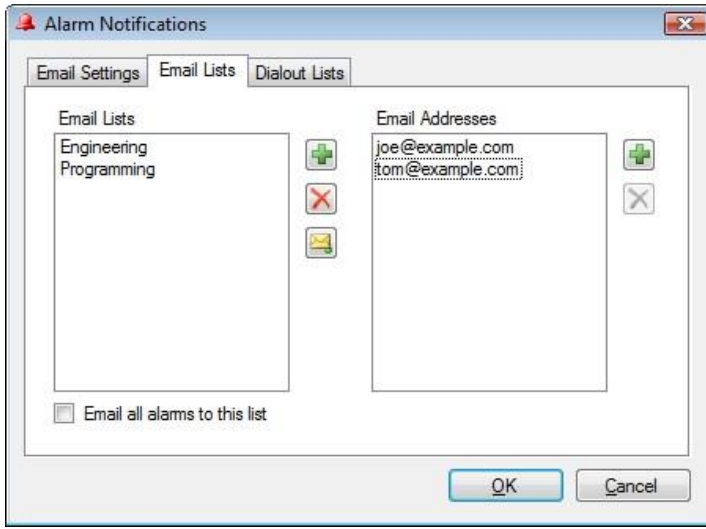 Alarm Notifications
Email Settings Email Lists Dialout Lists
Email Lists Email Addresses
Engineering joe@example.com
Programming tom@example.com
Email all alarms to this list
OK Cancel